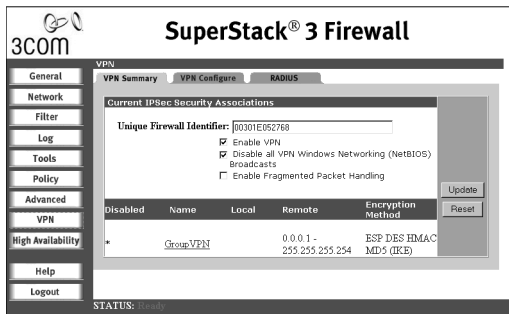 3COM
SuperStack® 3 Firewall
VPN
General
Network
Filter
Log
Tools
Policy
Advanced
VPN
High Availability
Help
Logout
VPN Summary
VPN Configure
RADIUS
Current IPSec Security Associations
Unique Firewall Identifier: 00301E052768
Enable VPN
Disable all VPN Windows Networking (NetBIOS)
Broadcasts
Enable Fragmented Packet Handling
Update
Reset
Disabled Name Local Remote Encryption
Method
* GroupVPN 0.0.0.1 - ESP DES HMAC
255.255.255.254 MD5 (IKE)
STATUS: Ready